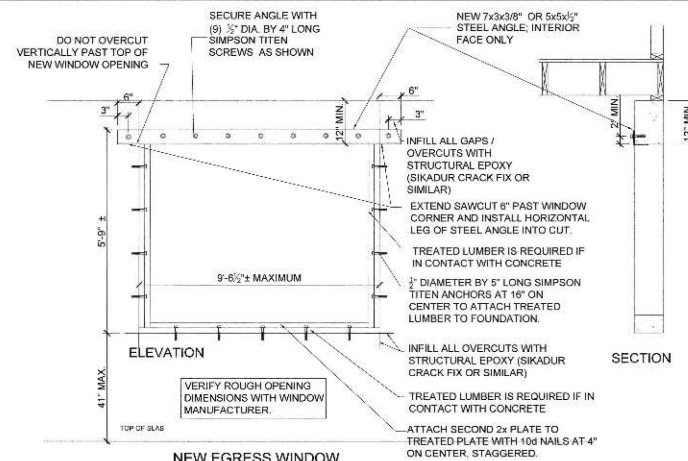 SECURE ANGLE WITH
(9) ½" DIA. BY 4" LONG
SIMPSON TITEN
SCREWS AS SHOWN
NEW 7x3x3/8" OR 5x5x½"
STEEL ANGLE; INTERIOR
FACE ONLY
DO NOT OVERCUT
VERTICALLY PAST TOP OF
NEW WINDOW OPENING
6"
3"
12" MIN.
6"
3"
2" MIN.
12" MIN.
INFILL ALL GAPS /
OVERCUTS WITH
STRUCTURAL EPOXY
(SIKADUR CRACK FIX OR
SIMILAR)
EXTEND SAWCUT 6" PAST WINDOW
CORNER AND INSTALL HORIZONTAL
LEG OF STEEL ANGLE INTO CUT.
5'-9" ±
TREATED LUMBER IS REQUIRED IF
IN CONTACT WITH CONCRETE
9'-6½"± MAXIMUM
½" DIAMETER BY 5" LONG SIMPSON
TITEN ANCHORS AT 16" ON
CENTER TO ATTACH TREATED
LUMBER TO FOUNDATION.
ELEVATION
INFILL ALL OVERCUTS WITH
STRUCTURAL EPOXY (SIKADUR
CRACK FIX OR SIMILAR)
SECTION
41" MAX.
VERIFY ROUGH OPENING
DIMENSIONS WITH WINDOW
MANUFACTURER.
TREATED LUMBER IS REQUIRED IF IN
CONTACT WITH CONCRETE
TOP OF SLAB
ATTACH SECOND 2x PLATE TO
TREATED PLATE WITH 10d NAILS AT 4"
ON CENTER, STAGGERED.
NEW EGRESS WINDOW